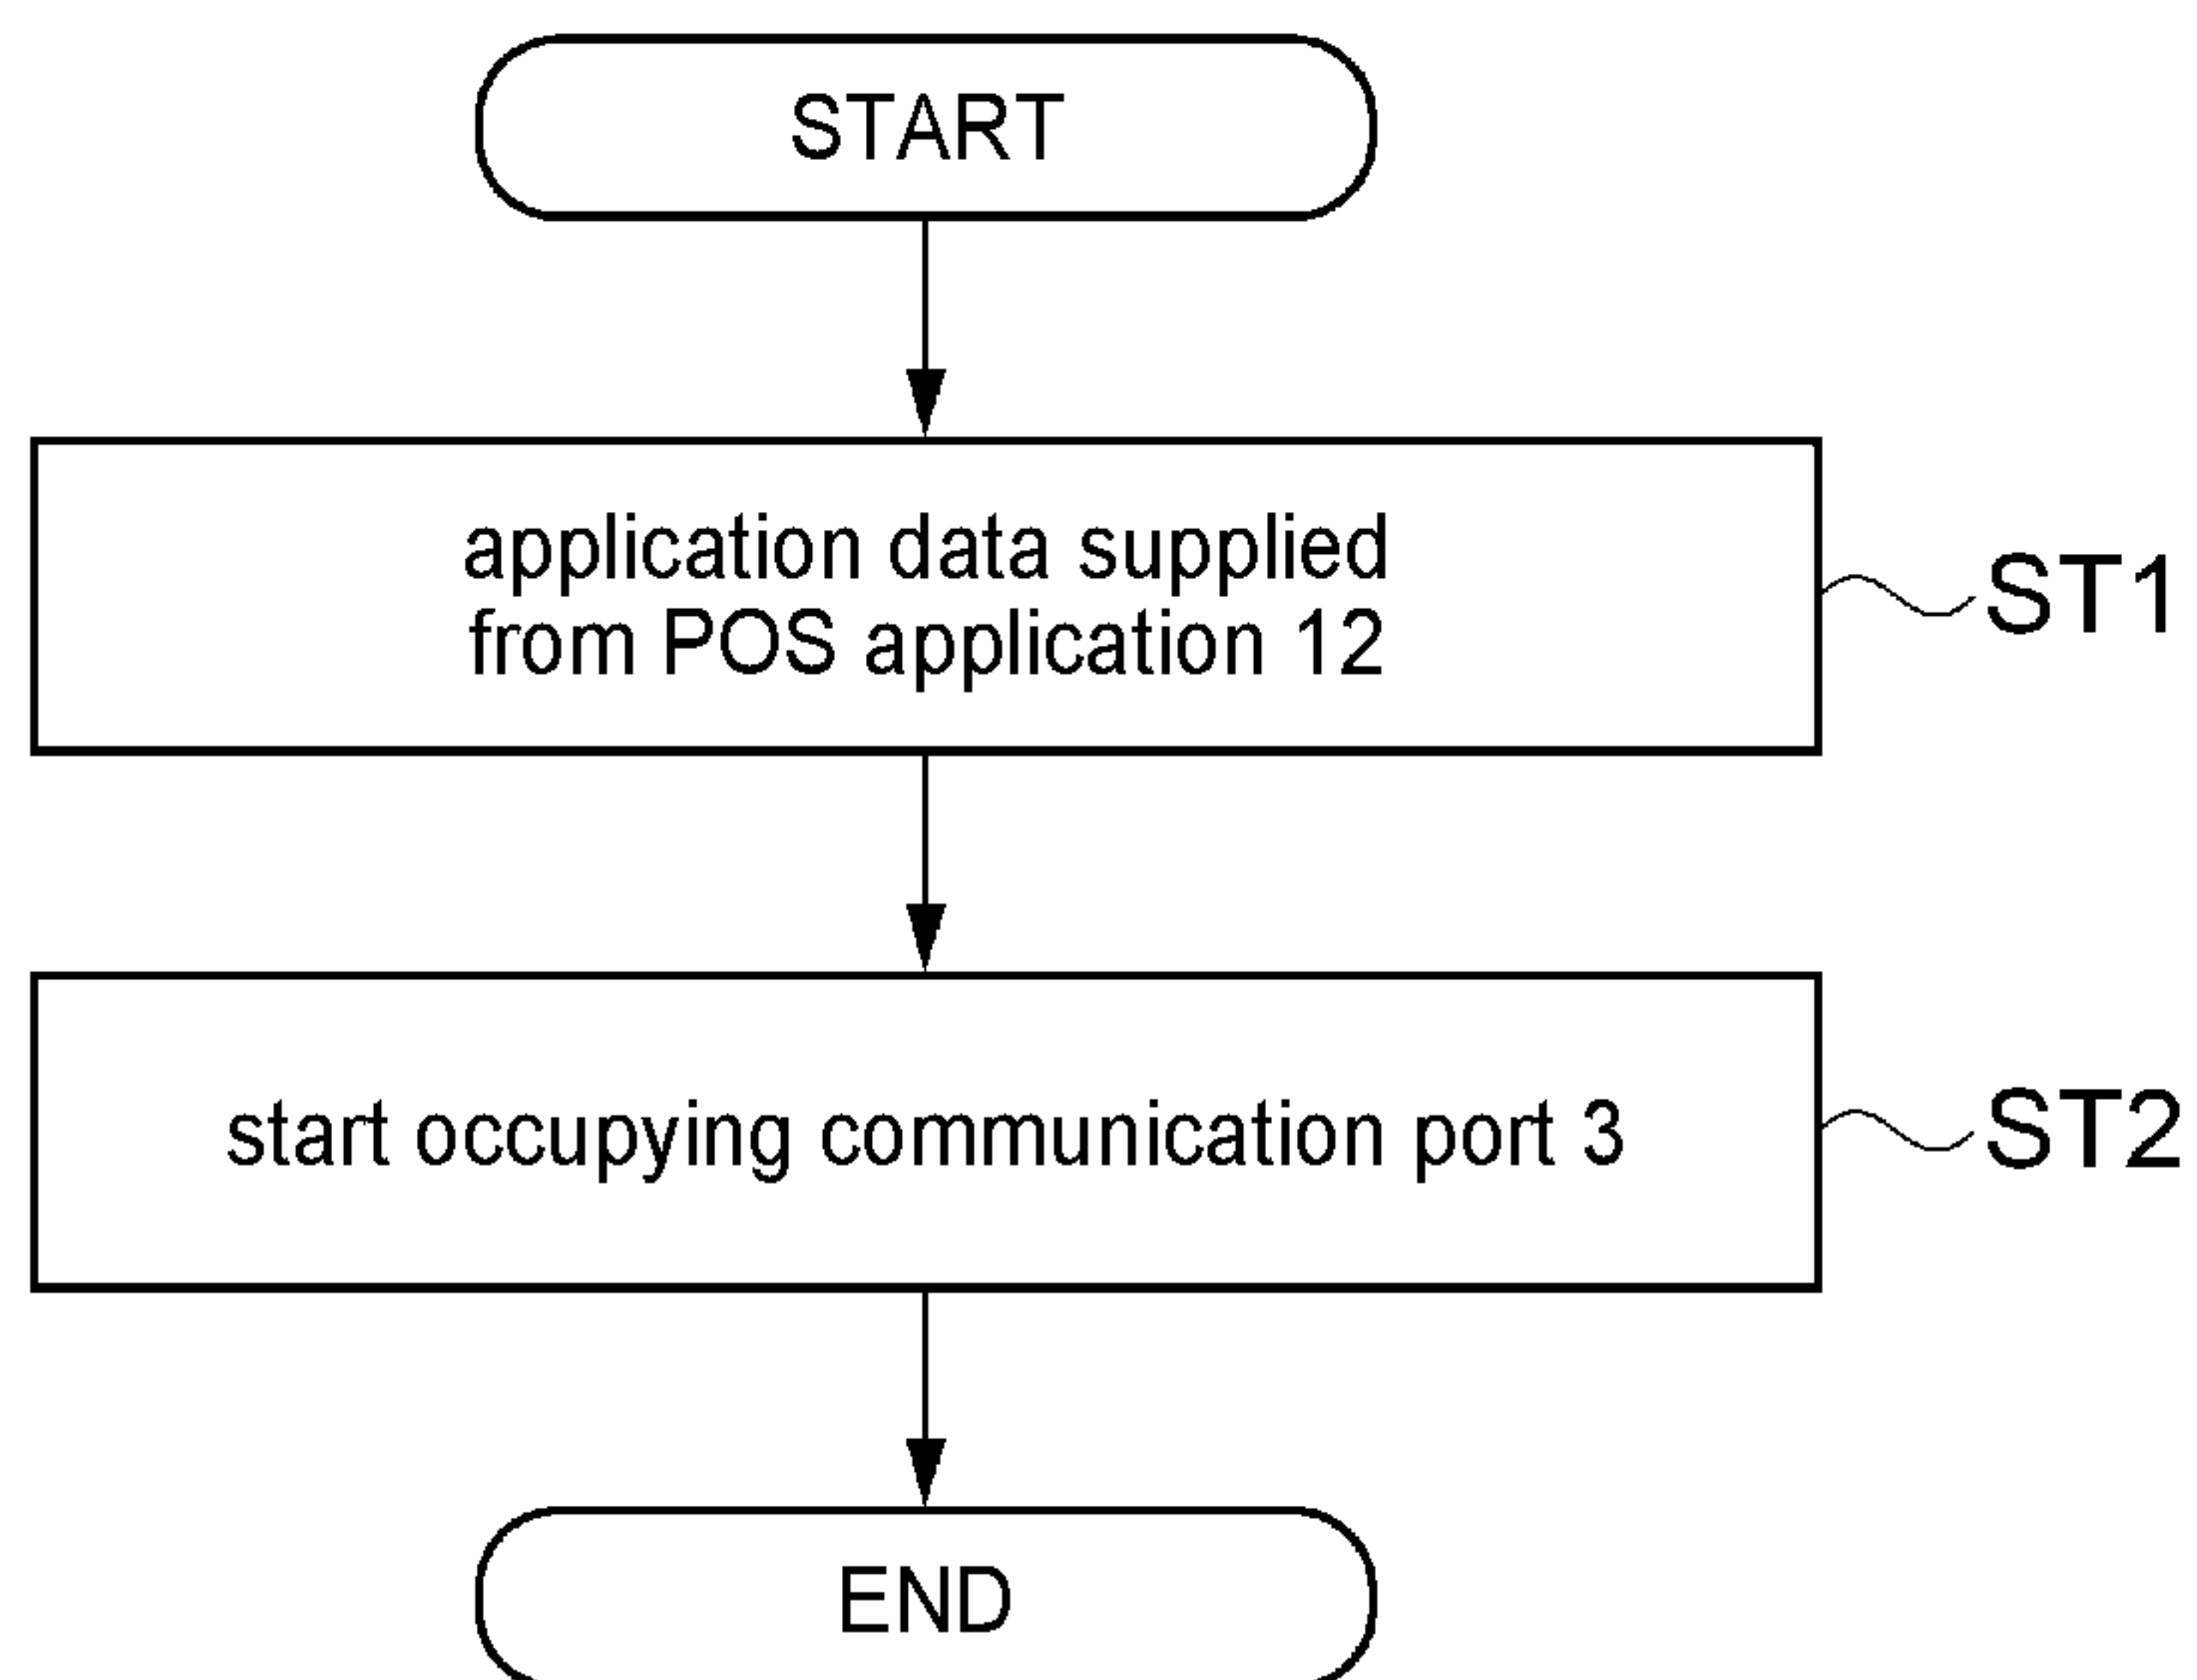 START
application data supplied
from POS application 12
ST1
start occupying communication port 3
ST2
END